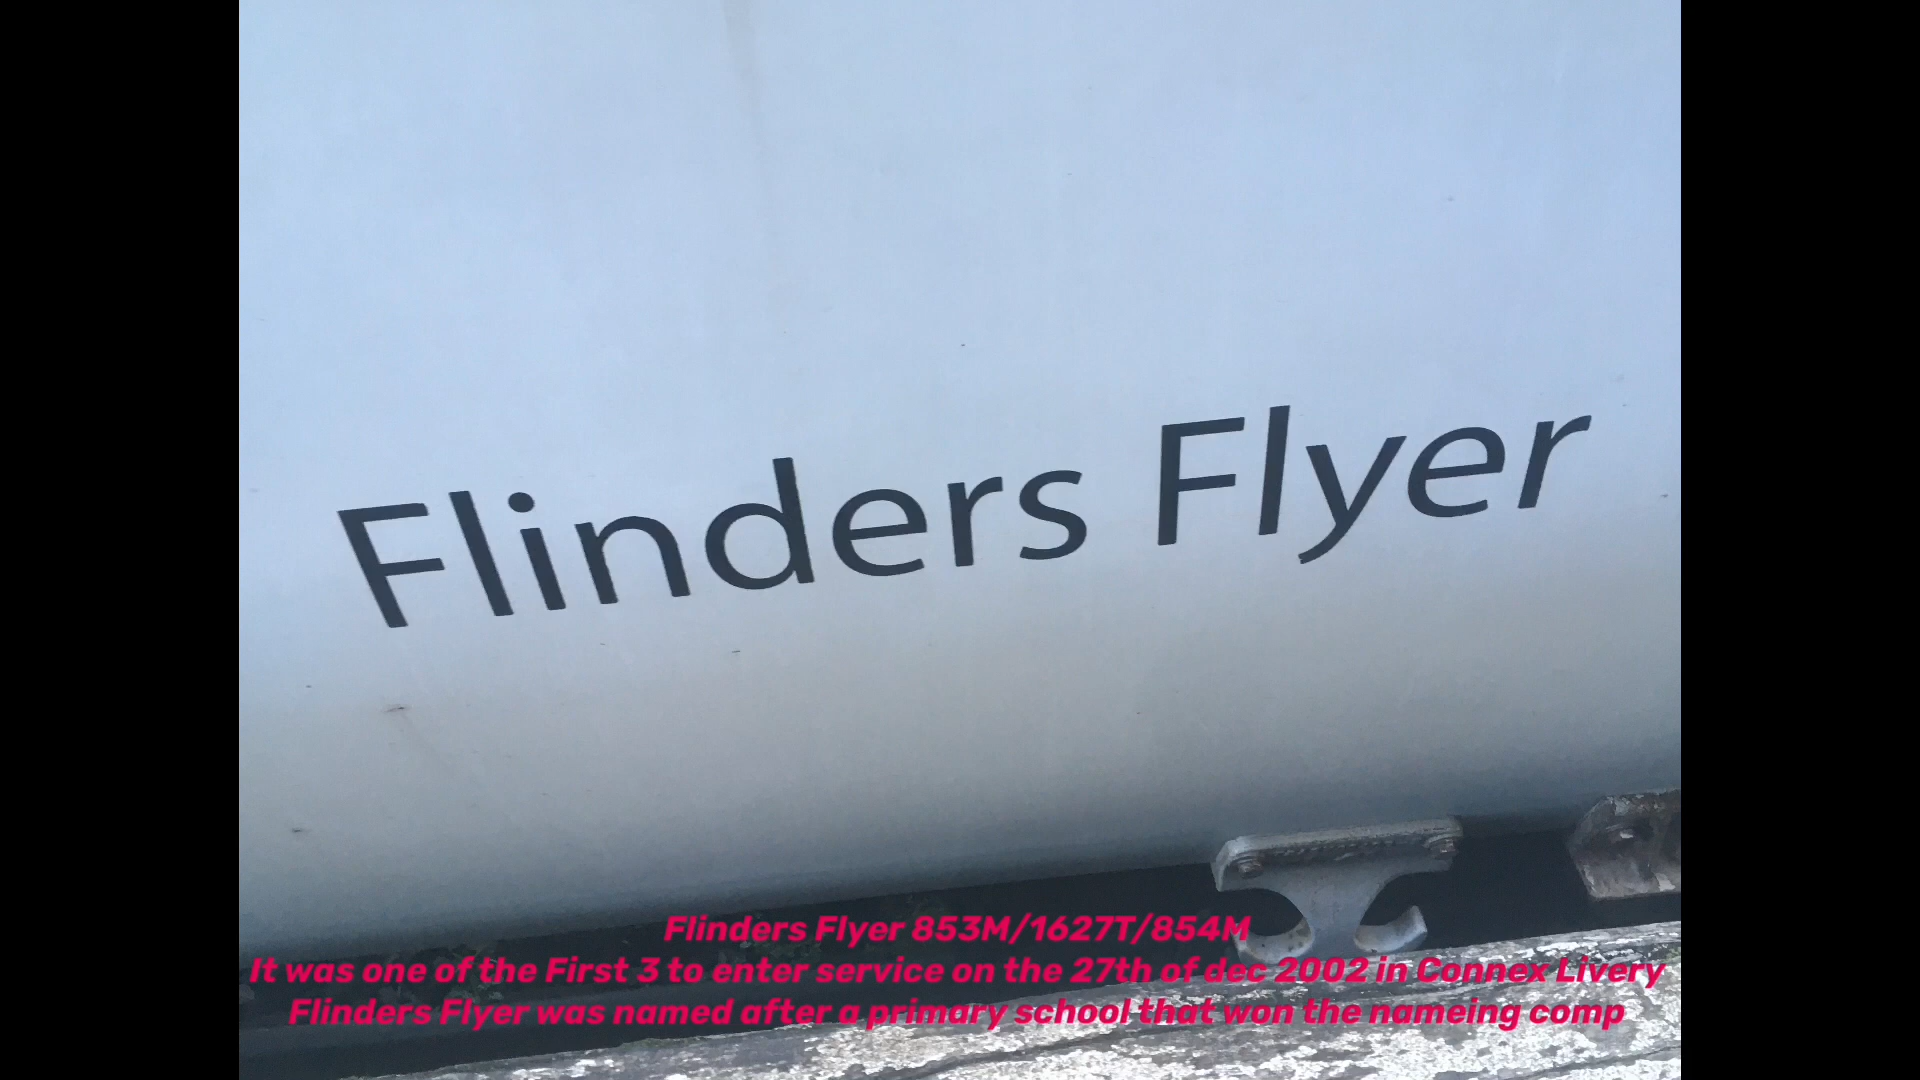 Flinders Flyer
Flinders Flyer 853M/1627T/854M
It was one of the First 3 to enter service on the 27th of dec 2002 in Connex Livery
Flinders Flyer was named after a primary school that won the nameing comp